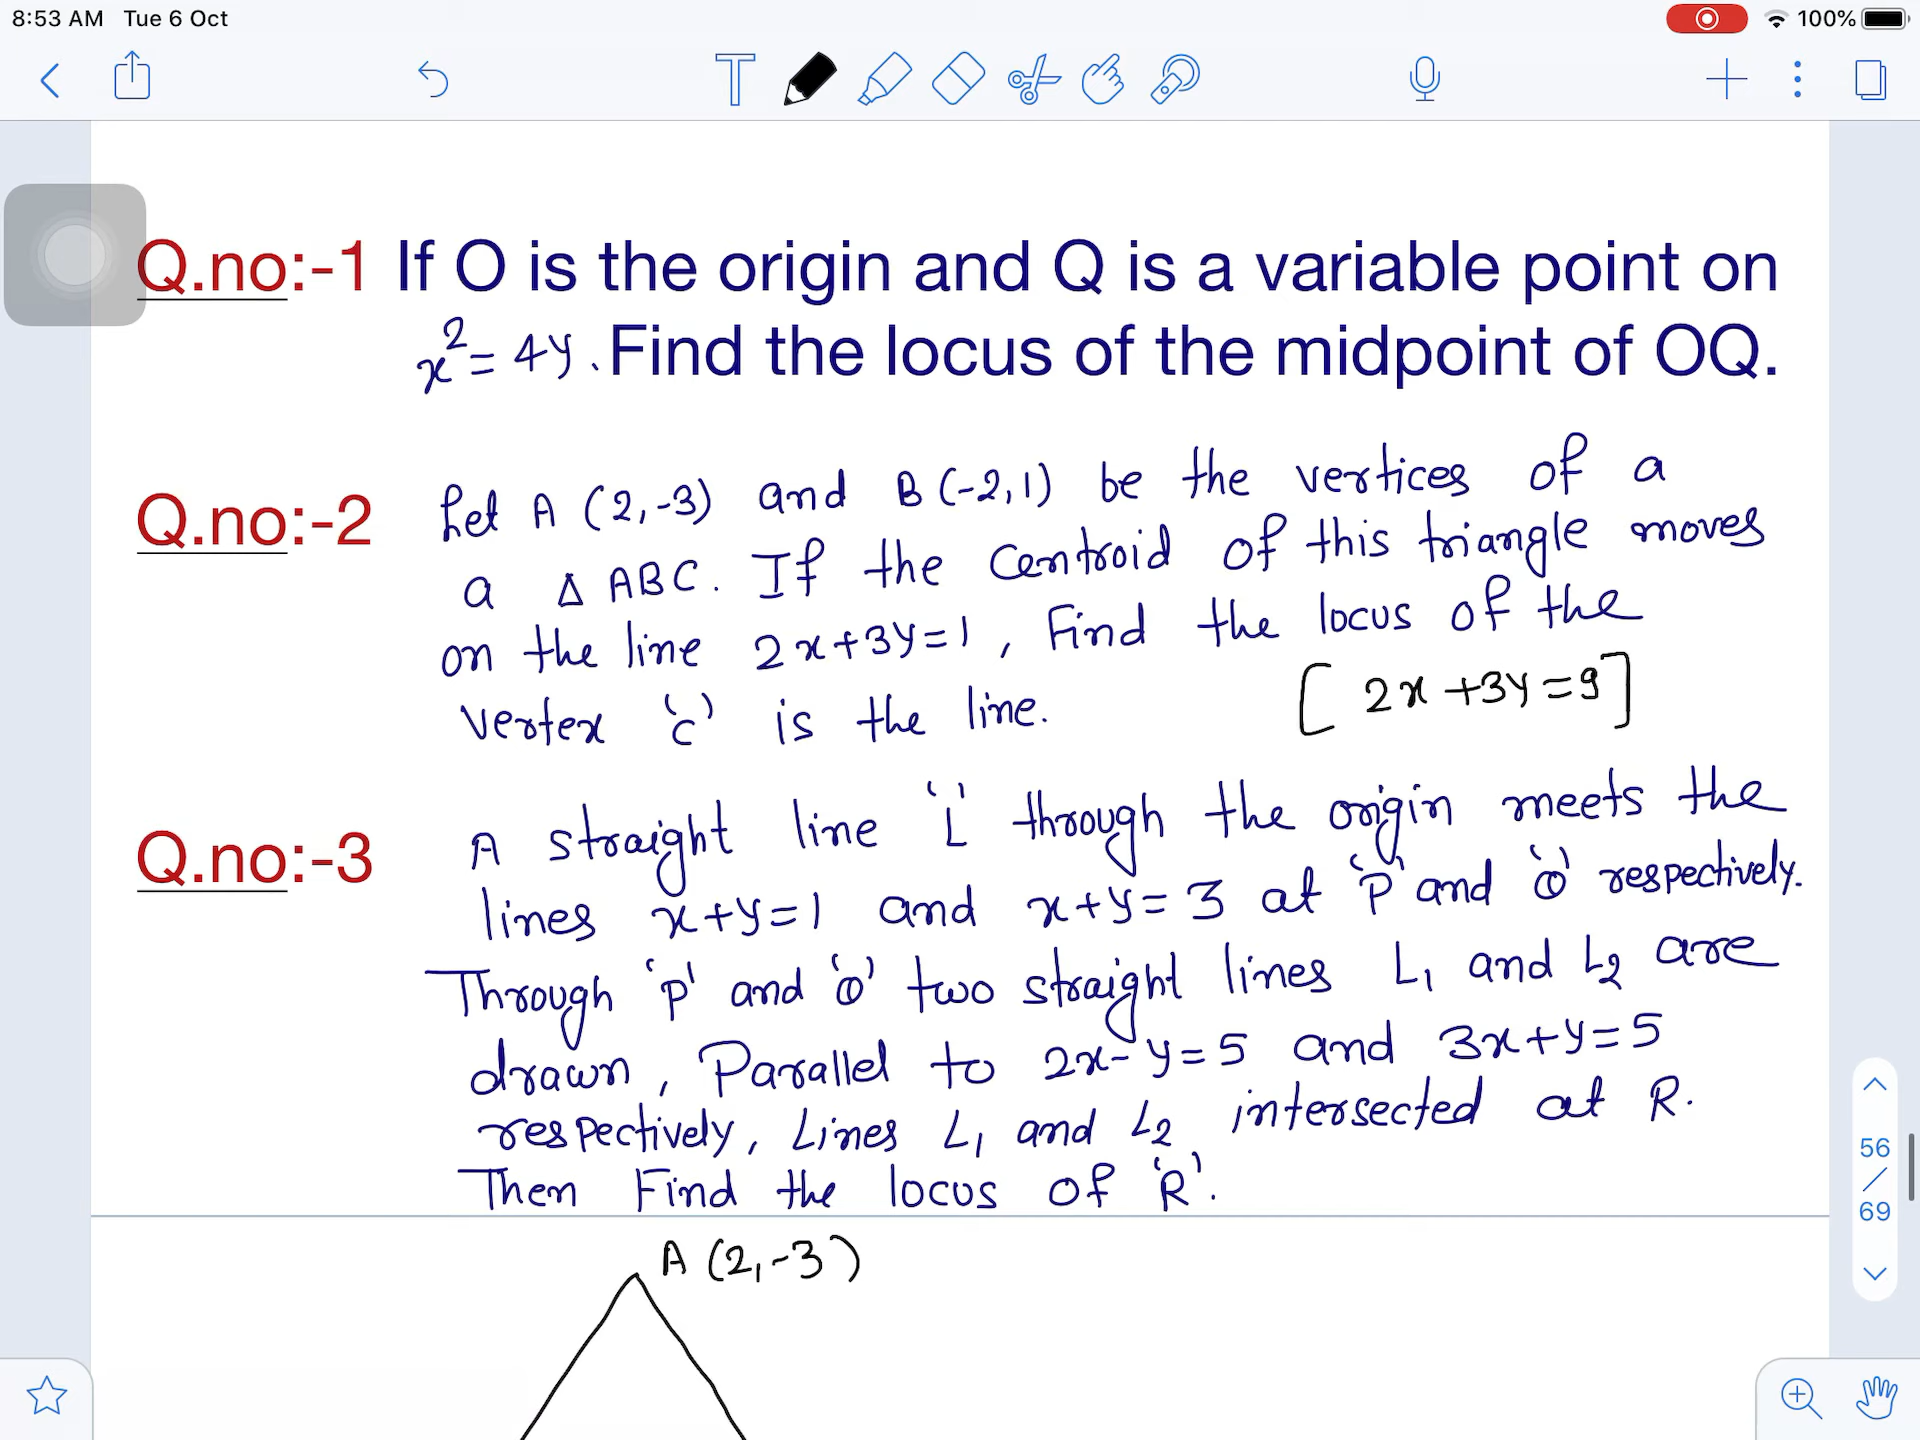 8:53 AM Tue 6 Oct
100%
Q.no:-1 If O is the origin and Q is a variable point on
x² = 4y. Find the locus of the midpoint of OQ.
Q.no:-2 Let A (2,-3) and B (-2,1) be the vertices of a
a Δ ABC. If the Centroid of this triangle moves
on the line 2x+3y=1, Find the locus of the
vertex 'c' is the line. [2x+3y=9]
Q.no:-3 A straight line 'L' through the origin meets the
lines x+y=1 and x+y=3 at 'P' and 'Q' respectively.
Through 'P' and 'Q' two straight lines L₁ and L₂ are
drawn, Parallel to 2x-y=5 and 3x+y=5
respectively, Lines L₁ and L₂ intersected at R.
Then Find the locus of 'R'.
A (2,-3)
56
/
69